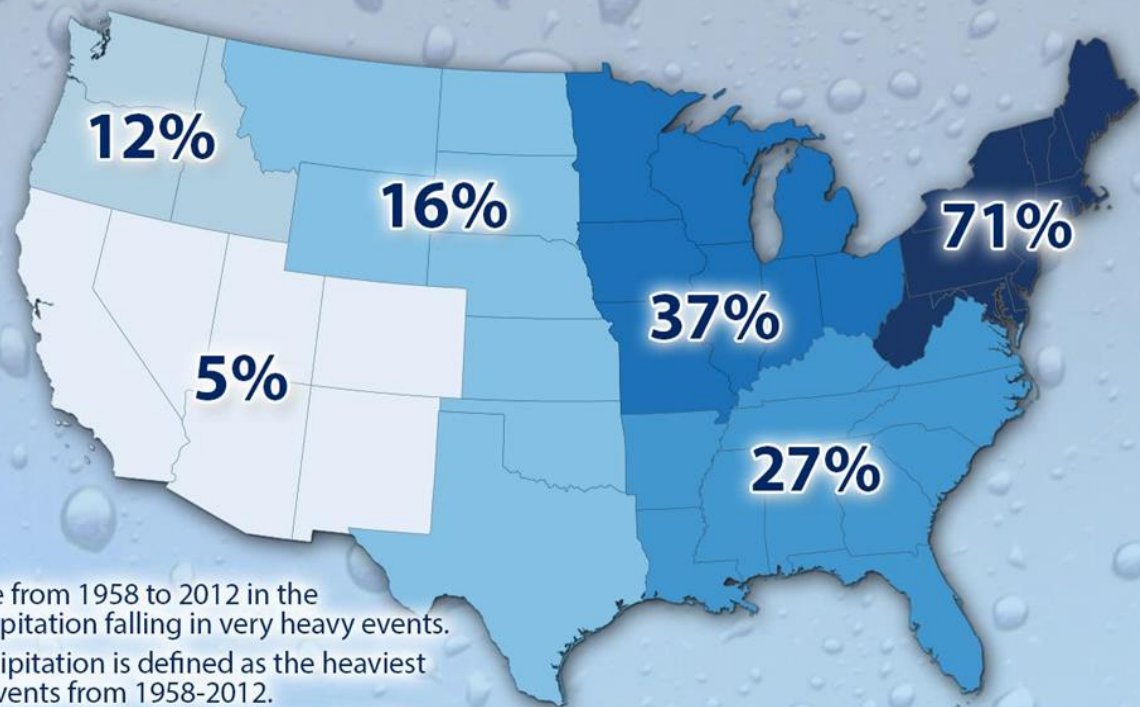 12%
16%
71%
37%
5%
27%
from 1958 to 2012 in the
falling in very heavy events.
is defined as the heaviest
from 1958-2012.